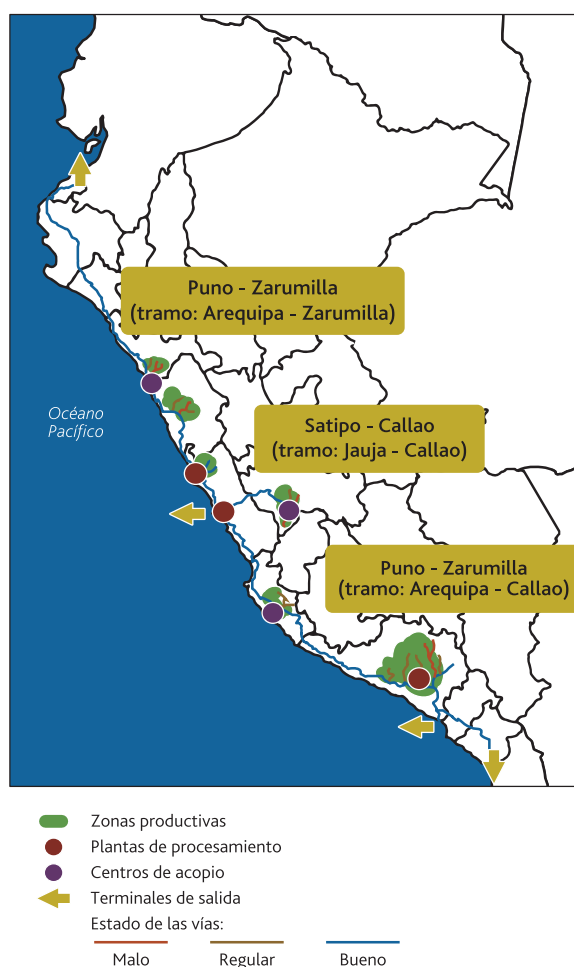 Puno - Zarumilla
(tramo: Arequipa - Zarumilla)
Océano
Pacífico
Satipo - Callao
(tramo: Jauja - Callao)
Puno - Zarumilla
(tramo: Arequipa - Callao)
Zonas productivas
Plantas de procesamiento
Centros de acopio
Terminales de salida
Estado de las vías:
Malo Regular Bueno